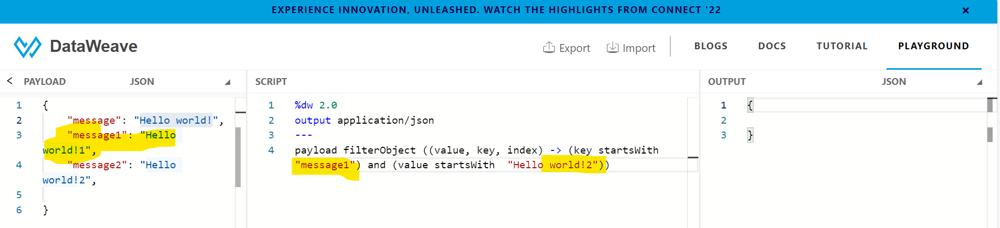 EXPERIENCE INNOVATION, UNLEASHED. WATCH THE HIGHLIGHTS FROM CONNECT '22 ×
DataWeave Export Import BLOGS DOCS TUTORIAL PLAYGROUND
< PAYLOAD JSON
1 {
2 "message": "Hello world!",
3 "message1": "Hello
world!1",
4 "message2": "Hello
world!2",
5
6 }
SCRIPT
1 %dw 2.0
2 output application/json
3 ---
4 payload filterObject ((value, key, index) -> (key startsWith
"message1") and (value startsWith  "Hello world!2"))
OUTPUT JSON
1 {
2
3 }